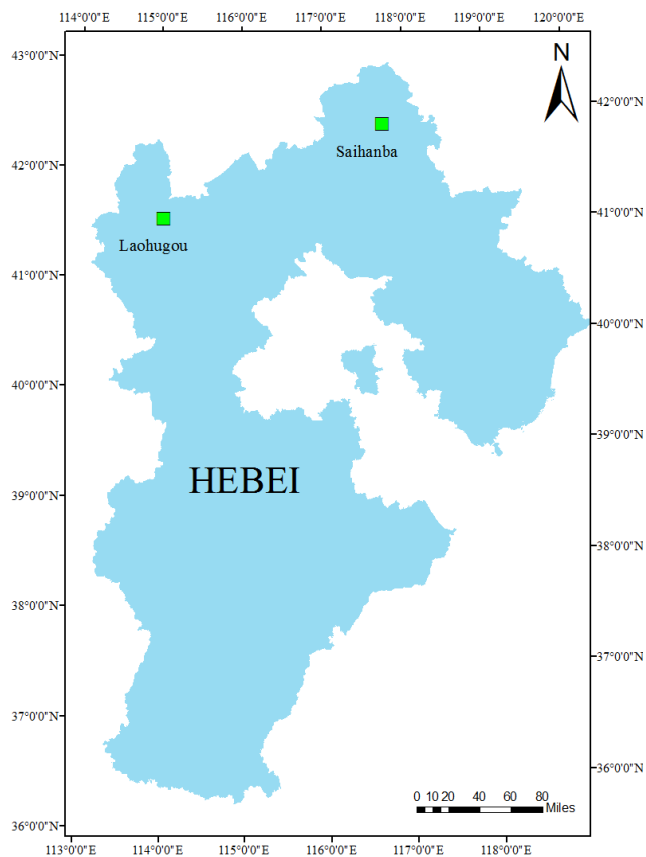 114°0'0"E 115°0'0"E 116°0'0"E 117°0'0"E 118°0'0"E 119°0'0"E 120°0'0"E
43°0'0"N
N
42°0'0"N
Saihanba
42°0'0"N
41°0'0"N
Laohugou
41°0'0"N
40°0'0"N
40°0'0"N
39°0'0"N
HEBEI
39°0'0"N
38°0'0"N
38°0'0"N
37°0'0"N
37°0'0"N
36°0'0"N
0 10 20 40 60 80
Miles
36°0'0"N
113°0'0"E 114°0'0"E 115°0'0"E 116°0'0"E 117°0'0"E 118°0'0"E